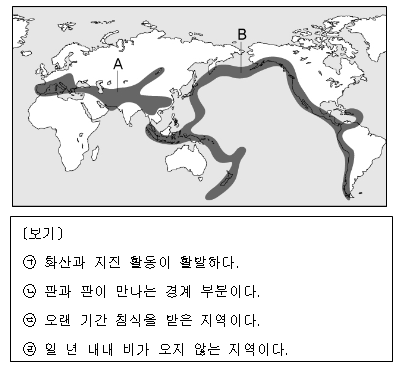 A
B
〔보기〕
㉠ 화산과 지진 활동이 활발하다.
㉡ 판과 판이 만나는 경계 부분이다.
㉢ 오랜 기간 침식을 받은 지역이다.
㉣ 일 년 내내 비가 오지 않는 지역이다.